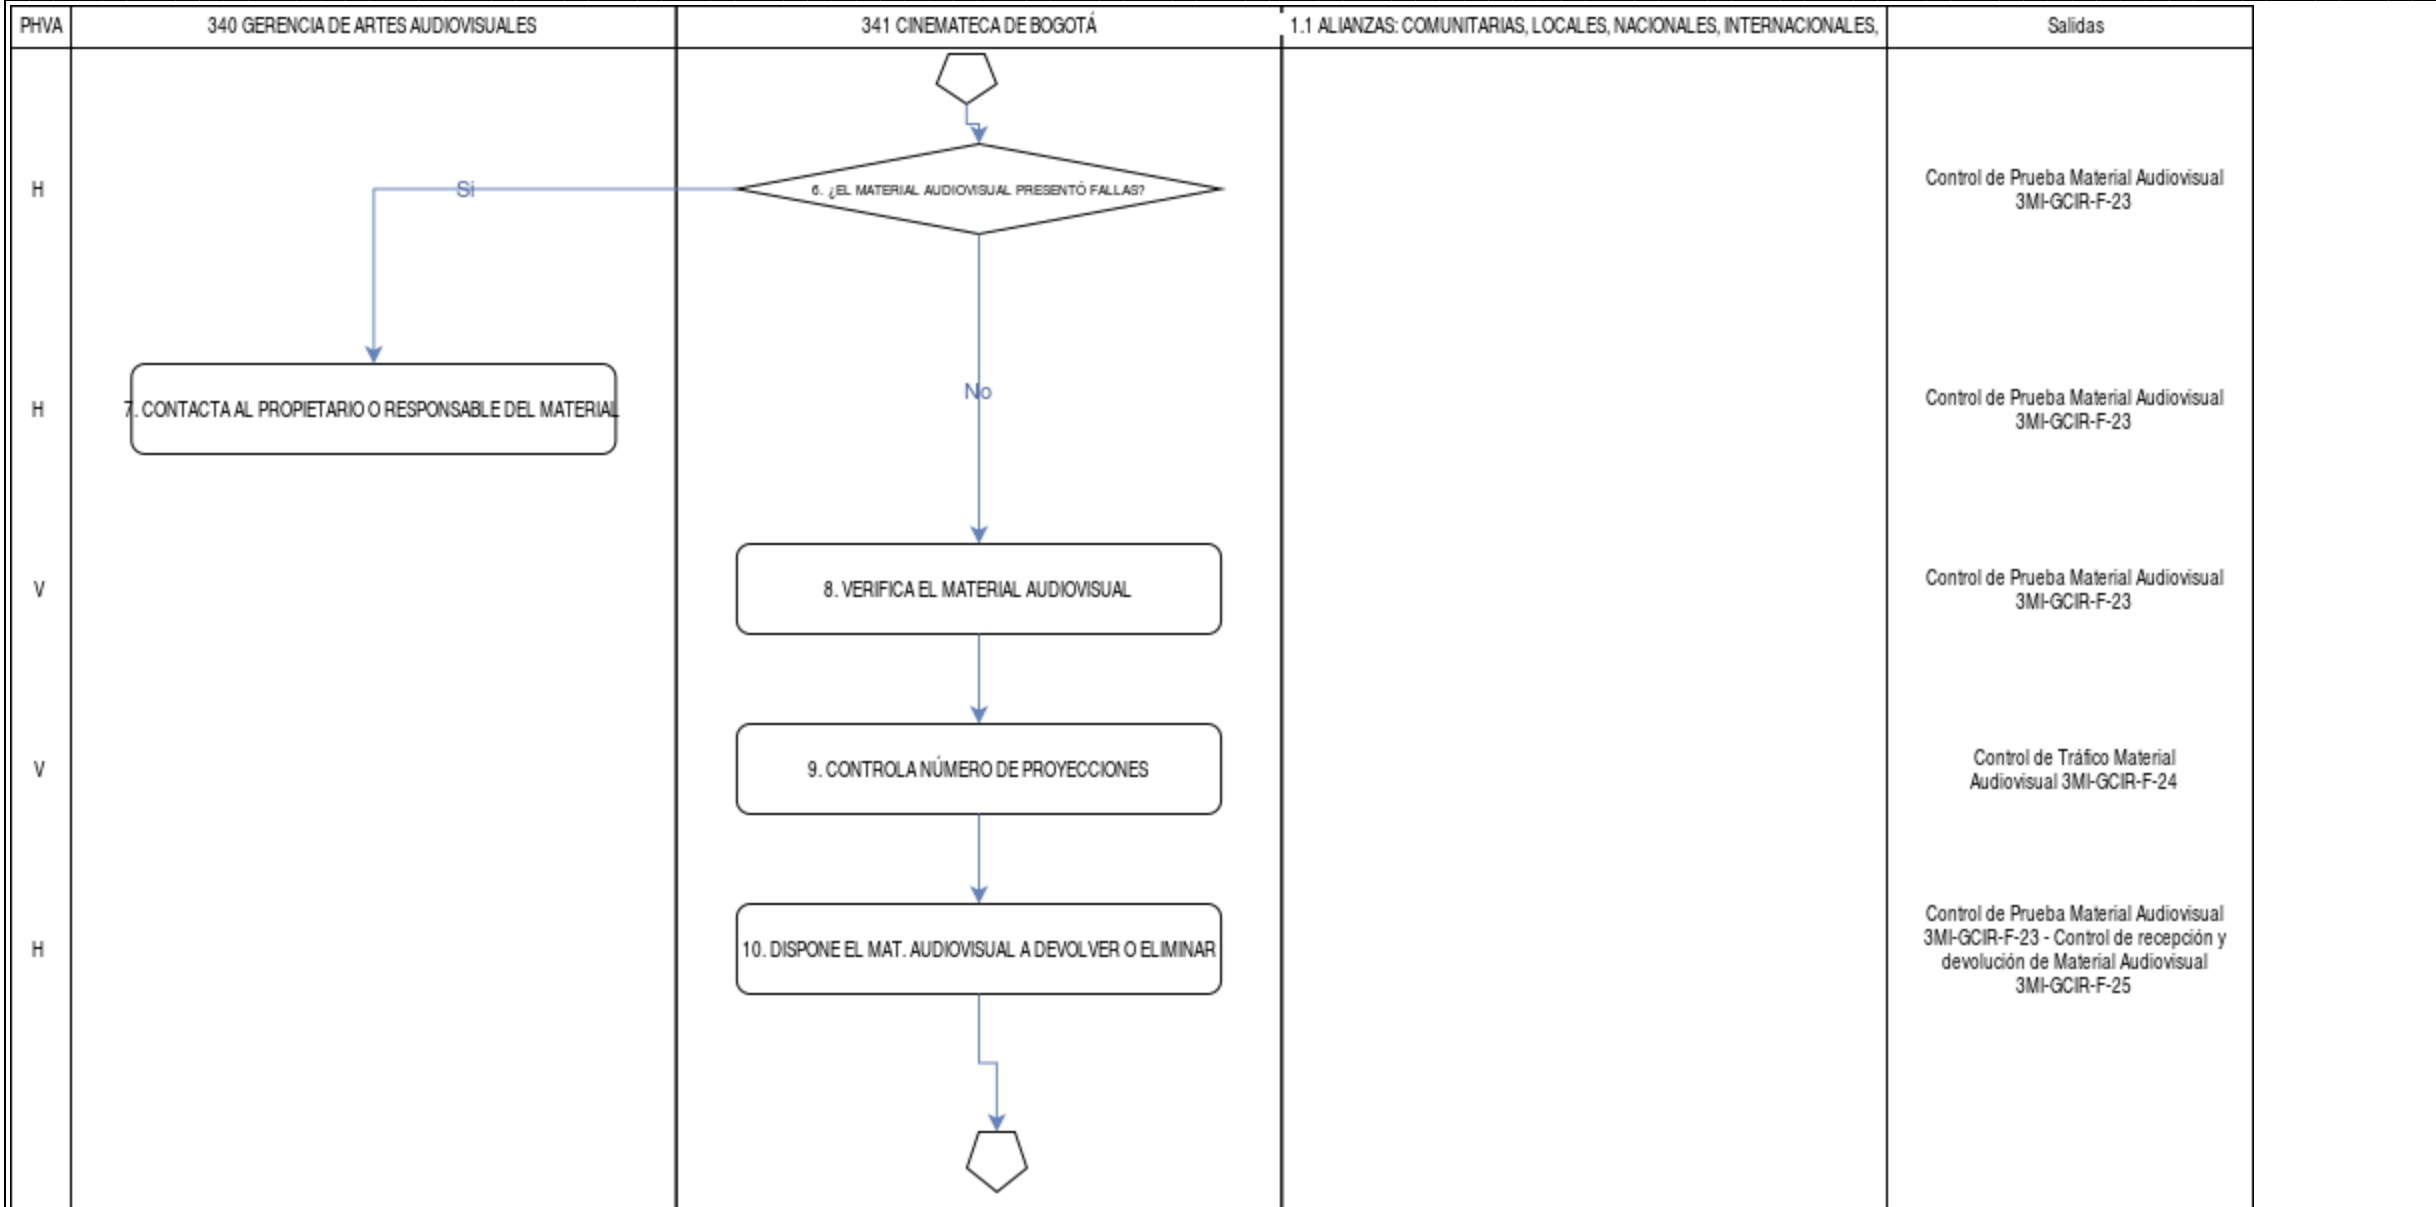 PHVA
340 GERENCIA DE ARTES AUDIOVISUALES
341 CINEMATECA DE BOGOTÁ
1.1 ALIANZAS: COMUNITARIAS, LOCALES, NACIONALES, INTERNACIONALES,
Salidas
H
Si
6. ¿EL MATERIAL AUDIOVISUAL PRESENTÓ FALLAS?
Control de Prueba Material Audiovisual
3MI-GCIR-F-23
No
H
7. CONTACTA AL PROPIETARIO O RESPONSABLE DEL MATERIAL
Control de Prueba Material Audiovisual
3MI-GCIR-F-23
V
8. VERIFICA EL MATERIAL AUDIOVISUAL
Control de Prueba Material Audiovisual
3MI-GCIR-F-23
V
9. CONTROLA NÚMERO DE PROYECCIONES
Control de Tráfico Material
Audiovisual 3MI-GCIR-F-24
H
10. DISPONE EL MAT. AUDIOVISUAL A DEVOLVER O ELIMINAR
Control de Prueba Material Audiovisual
3MI-GCIR-F-23 - Control de recepción y
devolución de Material Audiovisual
3MI-GCIR-F-25